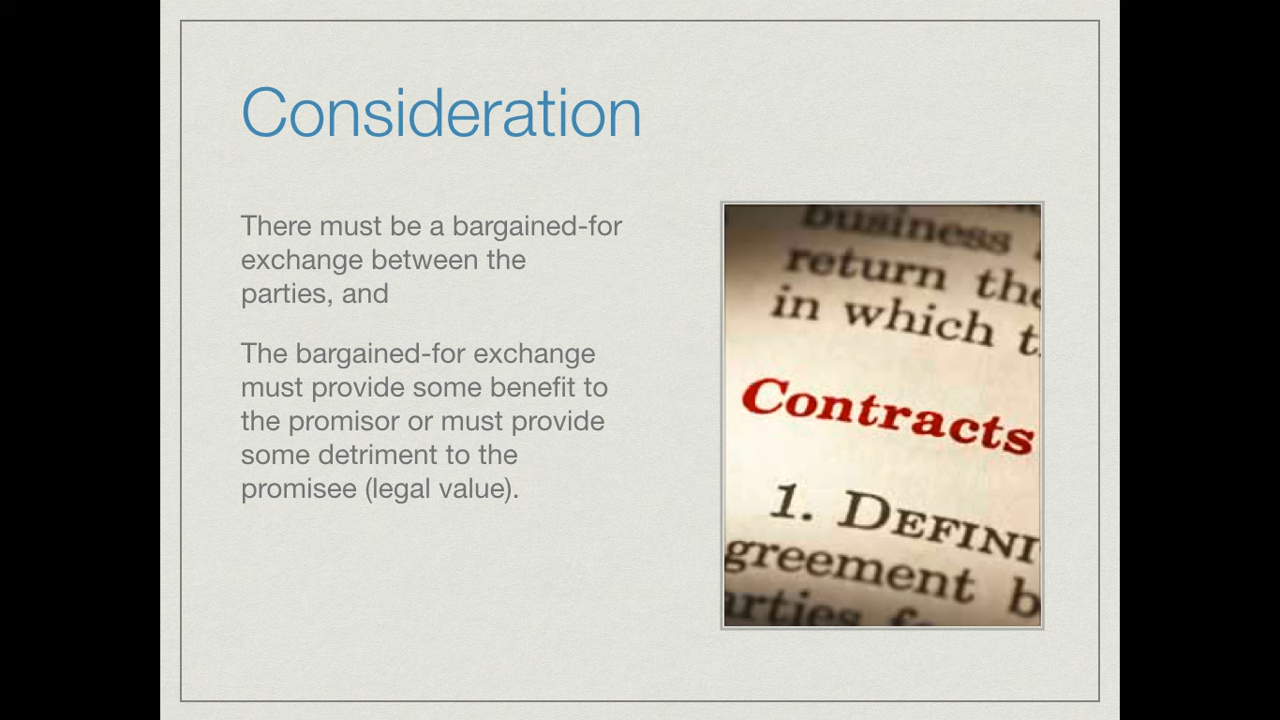 Consideration
There must be a bargained-for
exchange between the
parties, and
The bargained-for exchange
must provide some benefit to
the promisor or must provide
some detriment to the
promisee (legal value).
business
return the
in which
Contracts
1. DEFINI
greement b
arties